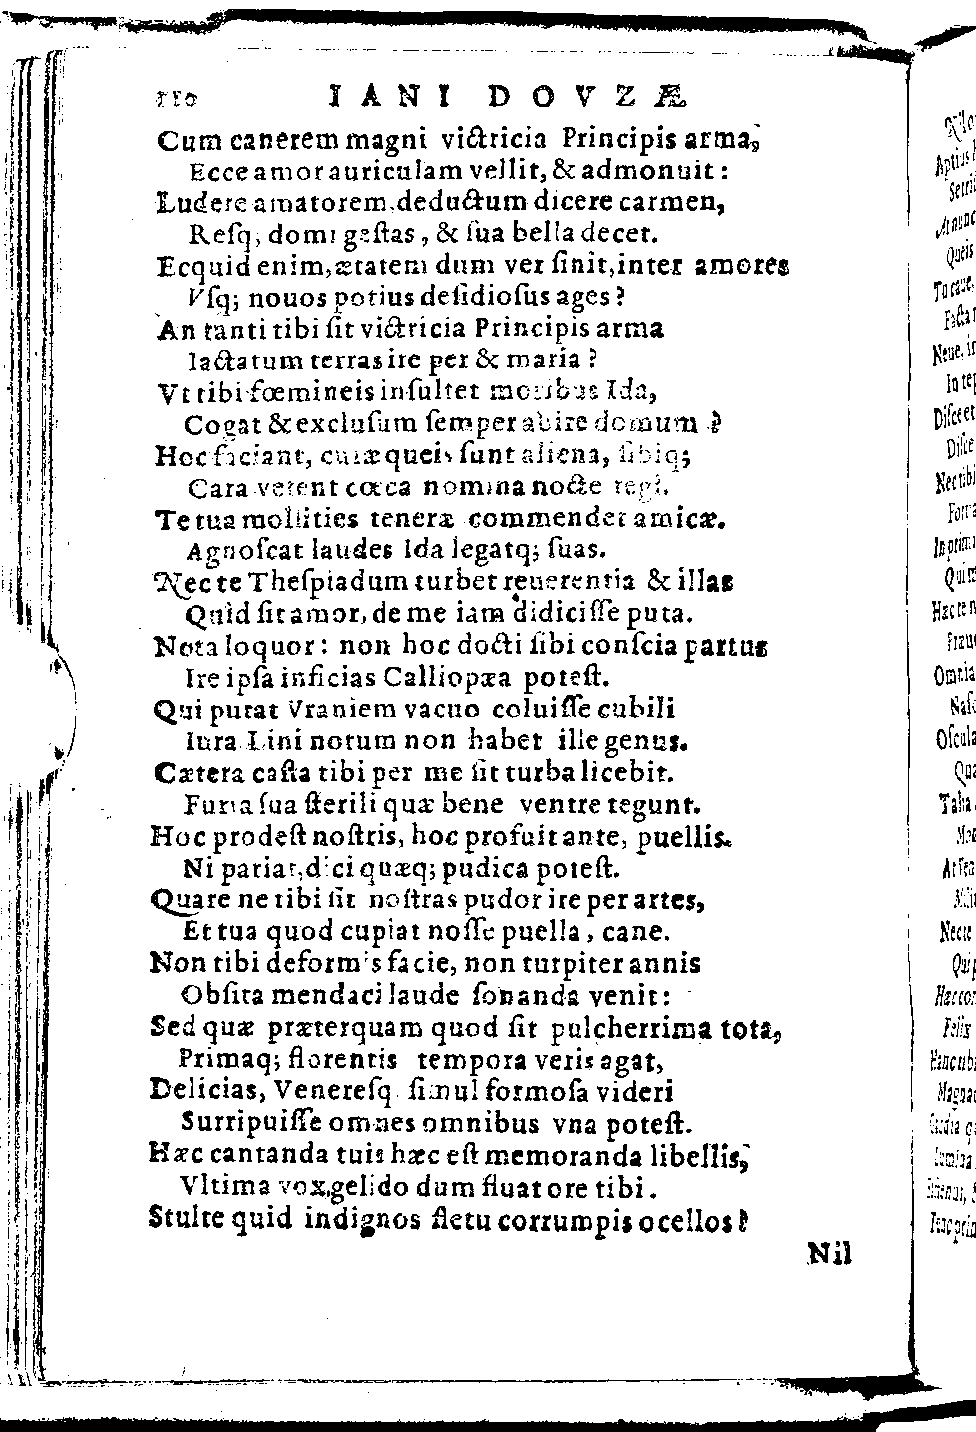 110 IANI DOVZÆ
Cum canerem magni victricia Principis arma,
Ecce amor auriculam vellit, & admonuit:
Ludere amatorem, deductum dicere carmen,
Reſq; domi geſtas, & ſua bella decet.
Ecquid enim, ætatem dum ver ſinit, inter amores
Vſq; nouos potius deſidioſus ages?
An tanti tibi ſit victricia Principis arma
Iactatum terras ire per & maria?
Vt tibi fœmineis inſultet moribus Ida,
Cogat & excluſum ſemper abire domum?
Hoc faciant, curæ queis ſunt aliena, ſibiq;
Cara verent cœca nomina nocte tegi.
Te tua mollities teneræ commendet amicæ.
Agnoſcat laudes Ida legatq; ſuas.
Nec te Theſpiadum turbet reuerentia & illas
Quid ſit amor, de me iam didiciſſe puta.
Nota loquor: non hoc docti ſibi conſcia partus
Ire ipſa inficias Calliopæa poteſt.
Qui putat Vraniem vacuo coluiſſe cubili
Iura Lini notum non habet ille genus.
Cætera caſta tibi per me ſit turba licebit.
Furta ſua ſterili quæ bene ventre tegunt.
Hoc prodeſt noſtris, hoc profuit ante, puellis.
Ni pariat, dici quæq; pudica poteſt.
Quare ne tibi ſit noſtras pudor ire per artes,
Et tua quod cupiat noſſe puella, cane.
Non tibi deformis facie, non turpiter annis
Obſita mendaci laude ſonanda venit:
Sed quæ præterquam quod ſit pulcherrima tota,
Primaq; florentis tempora veris agat,
Delicias, Venereſq ſimul formoſa videri
Surripuiſſe omnes omnibus vna poteſt.
Hæc cantanda tuis hæc eſt memoranda libellis,
Vltima vox, gelido dum fluat ore tibi.
Stulte quid indignos fletu corrumpis ocellos?
Nil